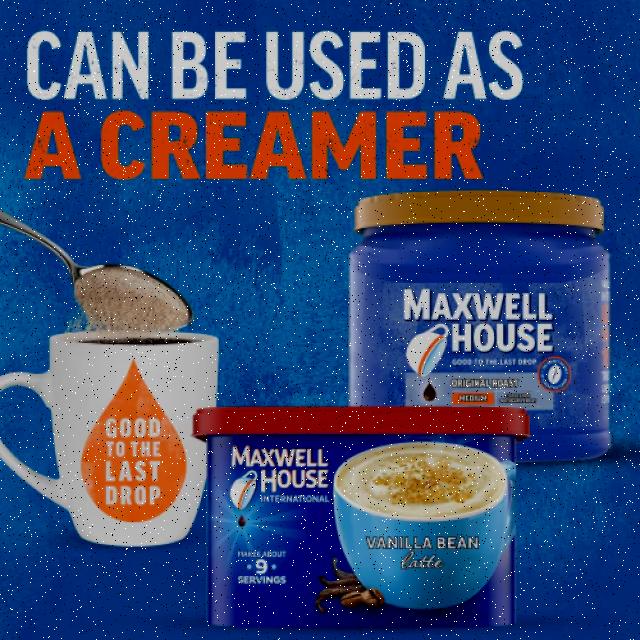 CAN BE USED AS
A CREAMER
MAXWELL
HOUSE
GOOD TO THE LAST DROP
ORIGINAL ROAST
MEDIUM
GOOD
TO THE
LAST
DROP
MAXWELL
HOUSE
INTERNATIONAL
MAKES ABOUT
9
SERVINGS
VANILLA BEAN
latte